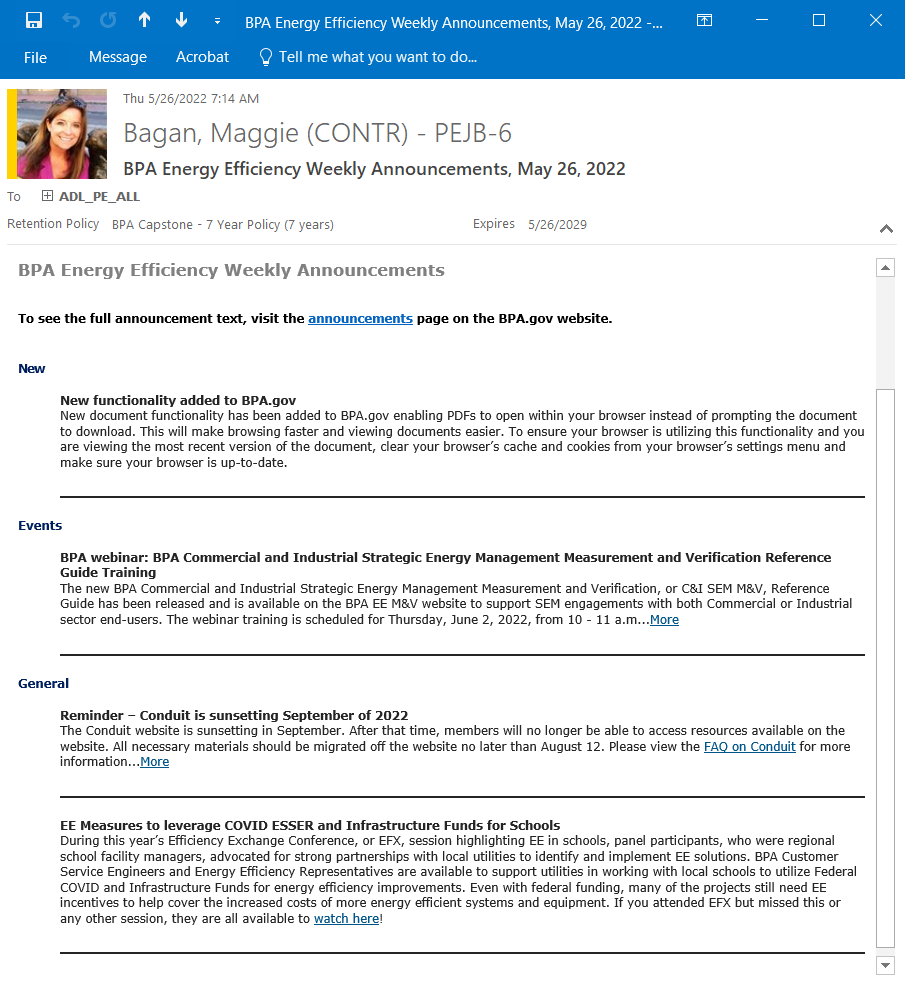 BPA Energy Efficiency Weekly Announcements, May 26, 2022 -...
File Message Acrobat Tell me what you want to do...
Thu 5/26/2022 7:14 AM
Bagan, Maggie (CONTR) - PEJB-6
BPA Energy Efficiency Weekly Announcements, May 26, 2022
To ADL_PE_ALL
Retention Policy BPA Capstone - 7 Year Policy (7 years) Expires 5/26/2029
BPA Energy Efficiency Weekly Announcements
To see the full announcement text, visit the announcements page on the BPA.gov website.
New
New functionality added to BPA.gov
New document functionality has been added to BPA.gov enabling PDFs to open within your browser instead of prompting the document
to download. This will make browsing faster and viewing documents easier. To ensure your browser is utilizing this functionality and you
are viewing the most recent version of the document, clear your browser’s cache and cookies from your browser’s settings menu and
make sure your browser is up-to-date.
Events
BPA webinar: BPA Commercial and Industrial Strategic Energy Management Measurement and Verification Reference
Guide Training
The new BPA Commercial and Industrial Strategic Energy Management Measurement and Verification, or C&I SEM M&V, Reference
Guide has been released and is available on the BPA EE M&V website to support SEM engagements with both Commercial or Industrial
sector end-users. The webinar training is scheduled for Thursday, June 2, 2022, from 10 - 11 a.m...More
General
Reminder – Conduit is sunsetting September of 2022
The Conduit website is sunsetting in September. After that time, members will no longer be able to access resources available on the
website. All necessary materials should be migrated off the website no later than August 12. Please view the FAQ on Conduit for more
information...More
EE Measures to leverage COVID ESSER and Infrastructure Funds for Schools
During this year’s Efficiency Exchange Conference, or EFX, session highlighting EE in schools, panel participants, who were regional
school facility managers, advocated for strong partnerships with local utilities to identify and implement EE solutions. BPA Customer
Service Engineers and Energy Efficiency Representatives are available to support utilities in working with local schools to utilize Federal
COVID and Infrastructure Funds for energy efficiency improvements. Even with federal funding, many of the projects still need EE
incentives to help cover the increased costs of more energy efficient systems and equipment. If you attended EFX but missed this or
any other session, they are all available to watch here!